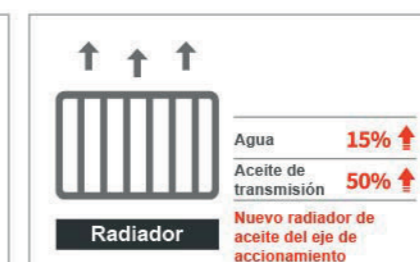 Agua 15%
Aceite de
transmisión 50%
Radiador
Nuevo radiador de
aceite del eje de
accionamiento